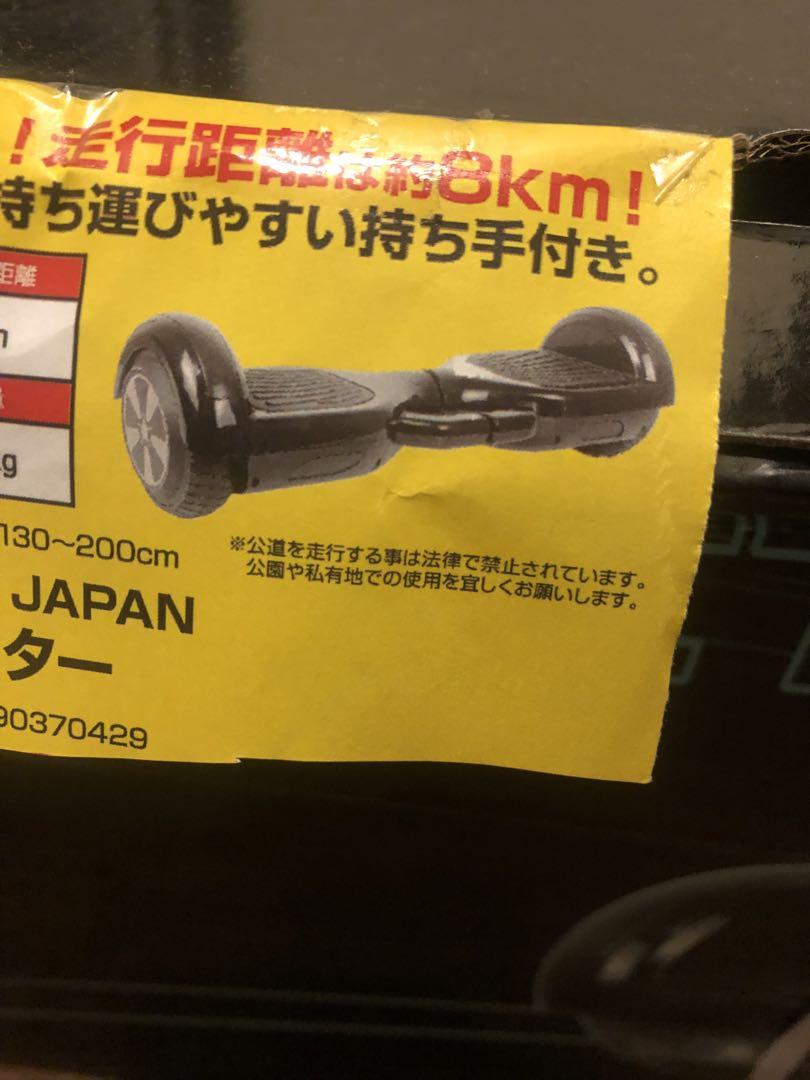 ！走行距離は約8km！
持ち運びやすい持ち手付き。
距離
g
130～200cm
※公道を走行する事は法律で禁止されています。
公園や私有地での使用を宜しくお願いします。
JAPAN
ター
90370429